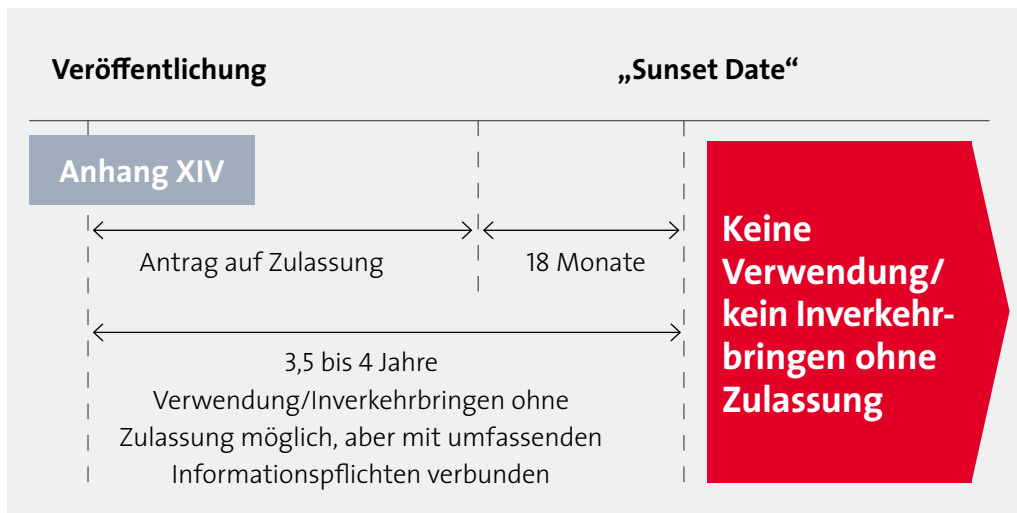 Veröffentlichung
„Sunset Date“
Anhang XIV
Antrag auf Zulassung
18 Monate
3,5 bis 4 Jahre
Verwendung/Inverkehrbringen ohne
Zulassung möglich, aber mit umfassenden
Informationspflichten verbunden
Keine
Verwendung/
kein Inverkehr-
bringen ohne
Zulassung